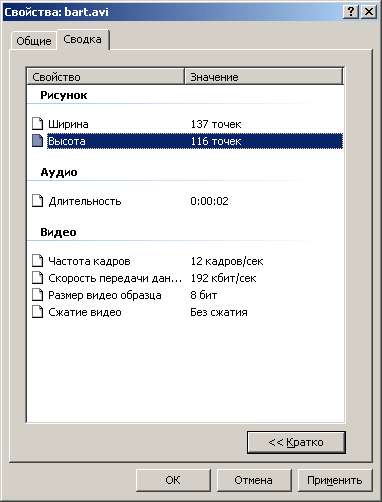 Свойства: bart.avi
Общие Сводка
Свойство Значение
Рисунок
Ширина 137 точек
Высота 116 точек
Аудио
Длительность 0:00:02
Видео
Частота кадров 12 кадров/сек
Скорость передачи дан... 192 кбит/сек
Размер видео образца 8 бит
Сжатие видео Без сжатия
<< Кратко
ОК Отмена Применить